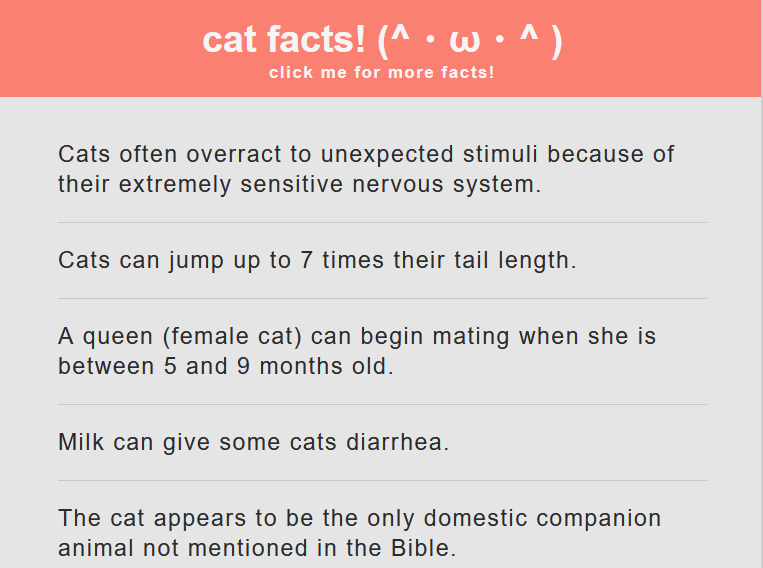 cat facts! (^・ω・^ )
click me for more facts!
Cats often overract to unexpected stimuli because of
their extremely sensitive nervous system.
Cats can jump up to 7 times their tail length.
A queen (female cat) can begin mating when she is
between 5 and 9 months old.
Milk can give some cats diarrhea.
The cat appears to be the only domestic companion
animal not mentioned in the Bible.